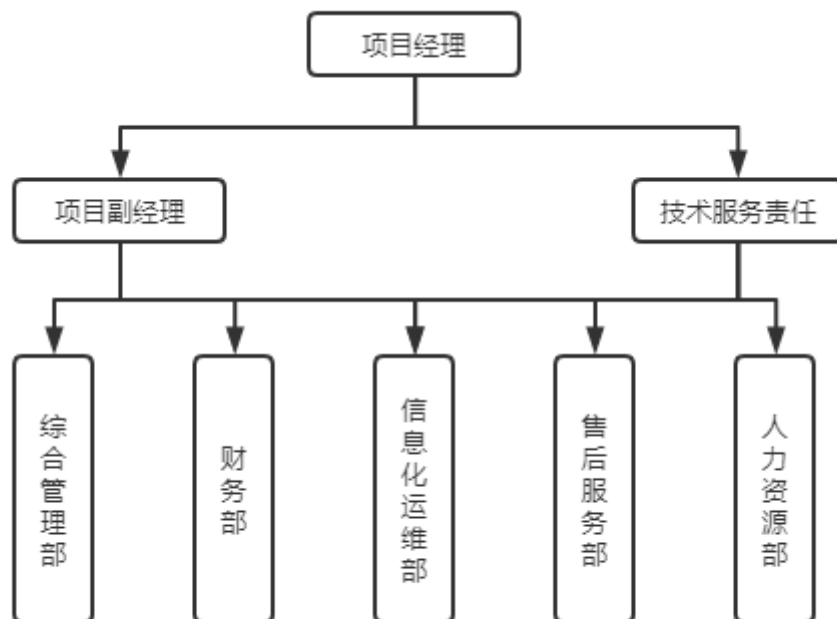 项目经理
项目副经理
技术服务责任
综合管理部
财务部
信息化运维部
售后服务部
人力资源部